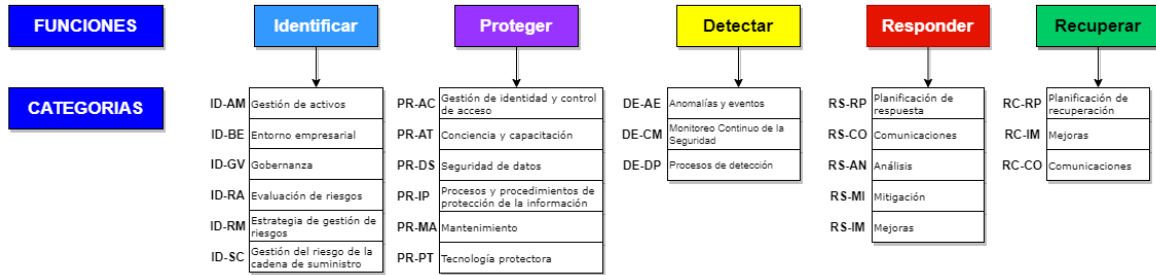 FUNCIONES
Identificar
Proteger
Detectar
Responder
Recuperar
CATEGORIAS
ID-AM
Gestión de activos
ID-BE
Entorno empresarial
ID-GV
Gobernanza
ID-RA
Evaluación de riesgos
ID-RM
Estrategia de gestión de
riesgos
ID-SC
Gestión del riesgo de la
cadena de suministro
PR-AC
Gestión de identidad y control
de acceso
PR-AT
Conciencia y capacitación
PR-DS
Seguridad de datos
PR-IP
Procesos y procedimientos de
protección de la información
PR-MA
Mantenimiento
PR-PT
Tecnología protectora
DE-AE
Anomalías y eventos
DE-CM
Monitoreo Continuo de la
Seguridad
DE-DP
Procesos de detección
RS-RP
Planificación de
respuesta
RS-CO
Comunicaciones
RS-AN
Análisis
RS-MI
Mitigación
RS-IM
Mejoras
RC-RP
Planificación de
recuperación
RC-IM
Mejoras
RC-CO
Comunicaciones